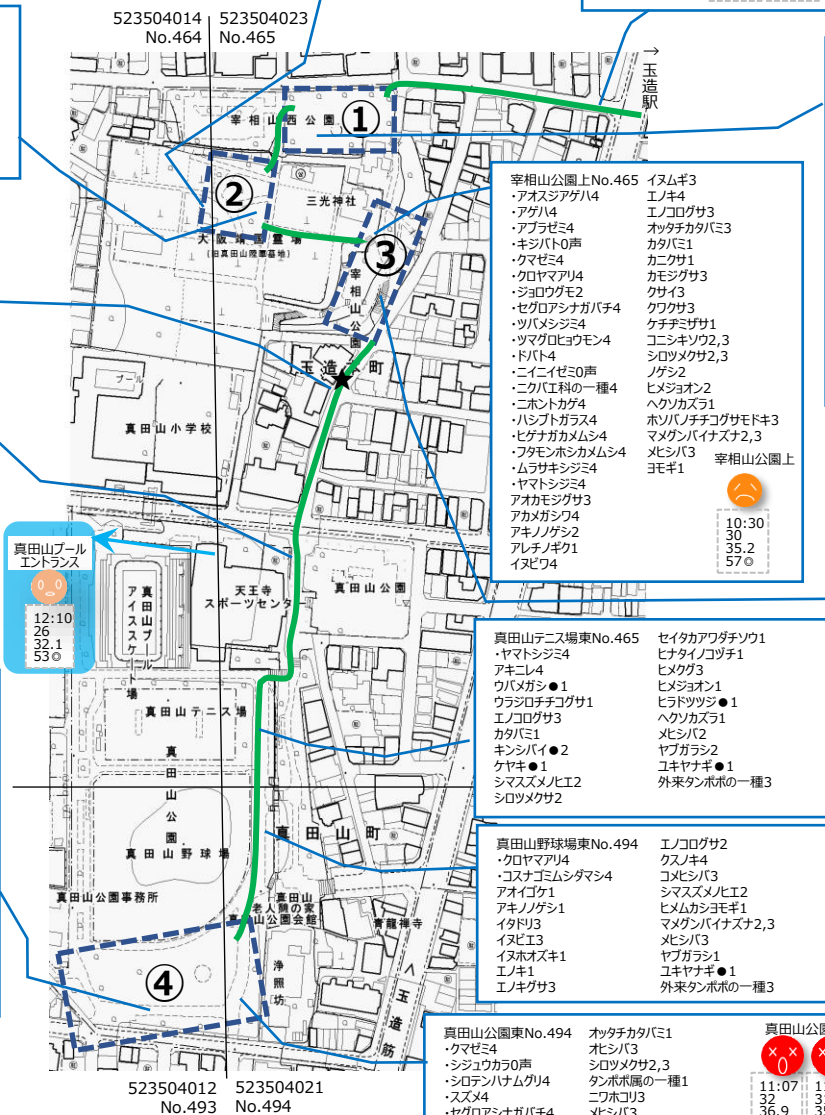 523504014 523504023
No.464 No.465
→玉造駅
宰相山西公園
①
②
三光神社
大阪靖国霊場
(旧真田山陸軍墓地)
③
宰相山公園
玉造本町
★
プール
真田山小学校
真田山プール
エントランス
12:10
26
32.1
53◎
真田山プール
アイススケート場
天王寺
スポーツセンター
真田山公園
真田山テニス場
真田山公園
真田山野球場
真田山町
真田山公園事務所
真田山
老人憩の家
真田山公園会館
青龍禅寺
浄照坊
玉造筋
④
523504012 523504021
No.493 No.494
宰相山公園上No.465
・アオスジアゲハ4
・アゲハ4
・アブラゼミ4
・キジバト0声
・クマゼミ4
・クロヤマアリ4
・ジョロウグモ2
・セグロアシナガバチ4
・ツバメシジミ4
・ツマグロヒョウモン4
・ドバト4
・ニイニイゼミ0声
・ニクバエ科の一種4
・ニホントカゲ4
・ハシブトガラス4
・ヒゲナガカメムシ4
・フタモンホシカメムシ4
・ムラサキシジミ4
・ヤマトシジミ4
アオカモジグサ3
アカメガシワ4
アキノノゲシ2
アレチノギク1
イヌビワ4
イヌムギ3
エノキ4
エノコログサ3
オッタチカタバミ3
カタバミ1
カニクサ1
カモジグサ3
クサイ3
クワクサ3
ケチヂミザサ1
コニシキソウ2,3
シロツメクサ2,3
ノゲシ2
ヒメジョオン2
ヘクソカズラ1
ホソバノチチコグサモドキ3
マメグンバイナズナ2,3
メヒシバ3
ヨモギ1
宰相山公園上
10:30
30
35.2
57◎
真田山テニス場東No.465
・ヤマトシジミ4
アキニレ4
ウバメガシ●1
ウラジロチチコグサ1
エノコログサ3
カタバミ1
キンシバイ●2
ケヤキ●1
シマスズメノヒエ2
シロツメクサ2
セイタカアワダチソウ1
ヒナタイノコヅチ1
ヒメクグ3
ヒメジョオン1
ヒラドツツジ●1
ヘクソカズラ1
メヒシバ2
ヤブガラシ2
ユキヤナギ●1
外来タンポポの一種3
真田山野球場東No.494
・クロヤマアリ4
・コスナゴミムシダマシ4
アオイゴケ1
アキノノゲシ1
イタドリ3
イヌビエ3
イヌホオズキ1
エノキ1
エノキグサ3
エノコログサ2
クスノキ4
コメヒシバ3
シマスズメノヒエ2
ヒメムカシヨモギ1
マメグンバイナズナ2,3
メヒシバ3
ヤブガラシ1
ユキヤナギ●1
外来タンポポの一種3
真田山公園東No.494
・クマゼミ4
・シジュウカラ0声
・シロテンハナムグリ4
・スズメ4
・セグロアシナガバチ4
オッタチカタバミ1
オヒシバ3
シロツメクサ2,3
タンポポ属の一種1
ニワホコリ3
メヒシバ3
真田山公園
11:07
32
36.9